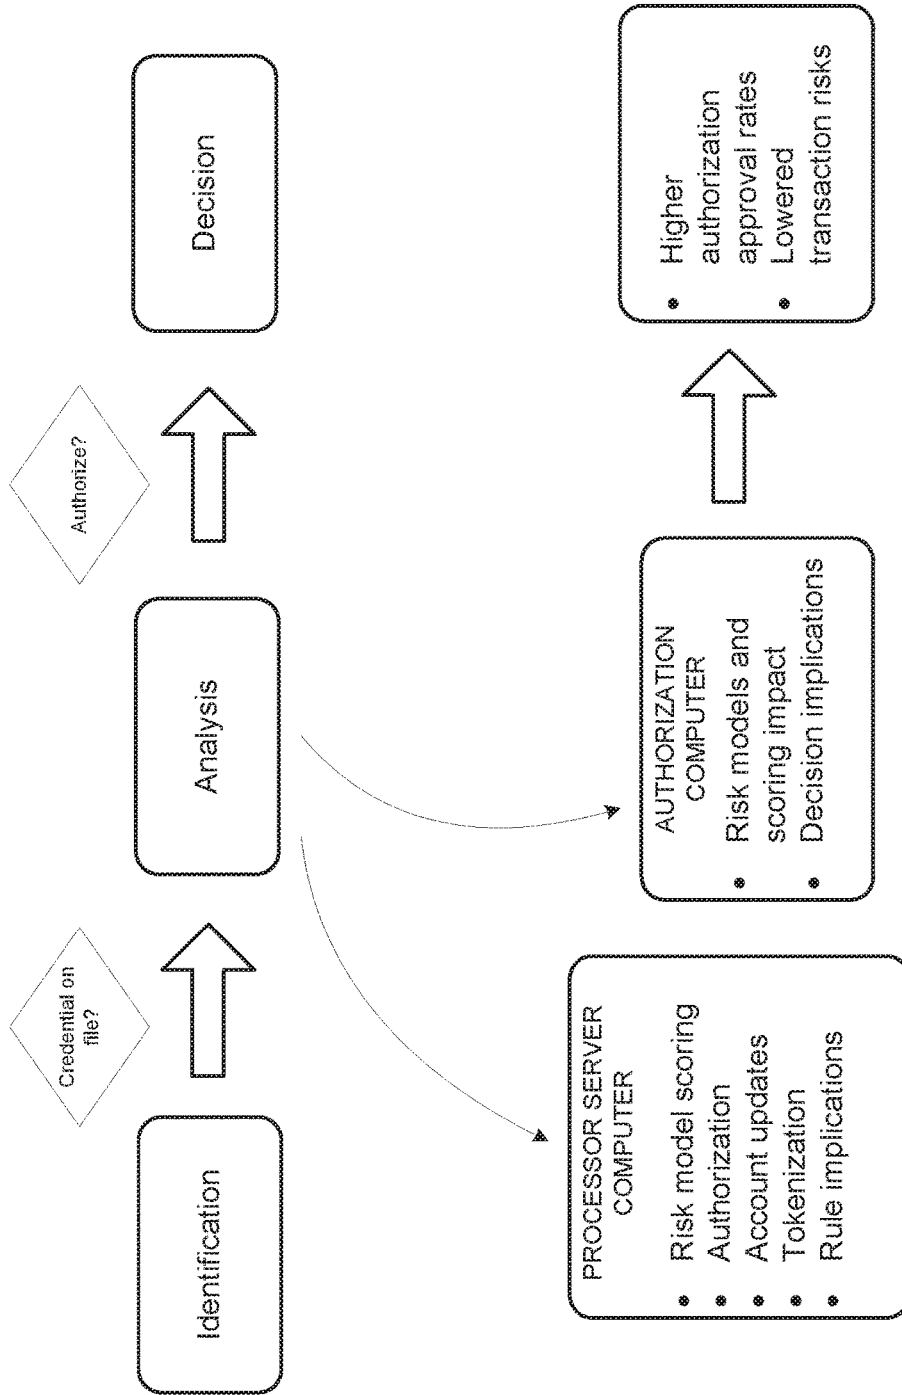 Identification
Credential on
file?
Analysis
Authorize?
Decision
PROCESSOR SERVER
COMPUTER
• Risk model scoring
• Authorization
• Account updates
• Tokenization
• Rule implications
AUTHORIZATION
COMPUTER
• Risk models and
scoring impact
• Decision implications
• Higher
authorization
approval rates
• Lowered
transaction risks